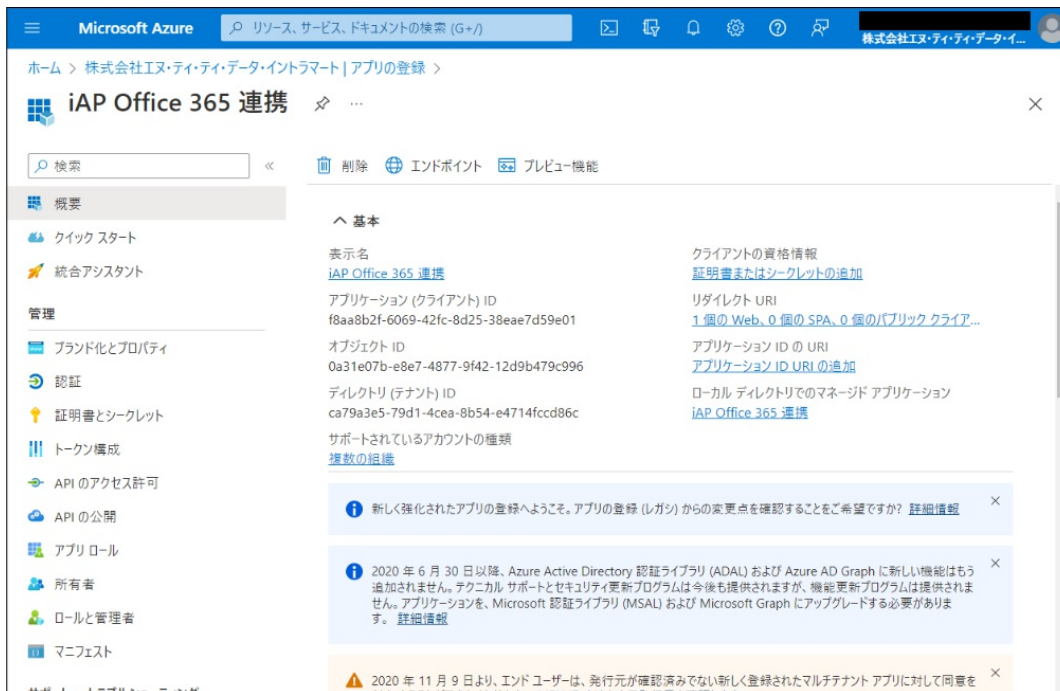 Microsoft Azure
リソース、サービス、ドキュメントの検索 (G+/)
株式会社エヌ・ティ・ティ・データ・イ...
ホーム > 株式会社エヌ・ティ・ティ・データ・イントラマート | アプリの登録 >
iAP Office 365 連携
検索
削除 エンドポイント プレビュー機能
概要
クイック スタート
統合アシスタント
管理
ブランド化とプロパティ
認証
証明書とシークレット
トークン構成
API のアクセス許可
API の公開
アプリ ロール
所有者
ロールと管理者
マニフェスト
基本
表示名
iAP Office 365 連携
アプリケーション (クライアント) ID
f8aa8b2f-6069-42fc-8d25-38eae7d59e01
オブジェクト ID
0a31e07b-e8e7-4877-9f42-12d9b479c996
ディレクトリ (テナント) ID
ca79a3e5-79d1-4cea-8b54-e4714fccd86c
サポートされているアカウントの種類
複数の組織
クライアントの資格情報
証明書またはシークレットの追加
リダイレクト URI
1 個の Web、0 個の SPA、0 個のパブリック クライア...
アプリケーション ID の URI
アプリケーション ID URI の追加
ローカル ディレクトリでのマネージド アプリケーション
iAP Office 365 連携
新しく強化されたアプリの登録へようこそ。アプリの登録 (レガシ) からの変更点を確認することをご希望ですか? 詳細情報
2020 年 6 月 30 日以降、Azure Active Directory 認証ライブラリ (ADAL) および Azure AD Graph に新しい機能はもう
追加されません。テクニカル サポートとセキュリティ更新プログラムは今後も提供されますが、機能更新プログラムは提供されま
せん。アプリケーションを、Microsoft 認証ライブラリ (MSAL) および Microsoft Graph にアップグレードする必要がありま
す。 詳細情報
2020 年 11 月 9 日より、エンド ユーザーは、発行元が確認済みでない新しく登録されたマルチテナント アプリに対して同意を